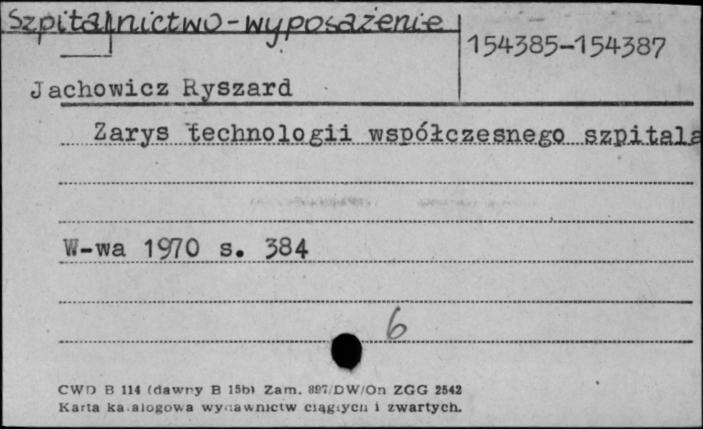 Szpitalnictwo-wyposażenie
154385-154387
Jachowicz Ryszard
Zarys technologii współczesnego szpitala
W-wa 1970 s. 384
6
CWD B 114 (dawny B 15b) Zam. 897/DW/On ZGG 2542
Karta katalogowa wydawnictw ciągłych i zwartych.